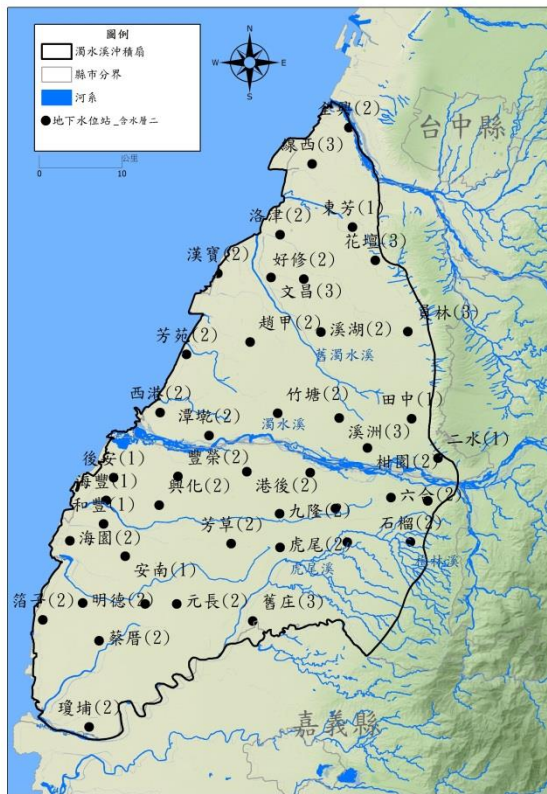 圖例
濁水溪沖積扇
縣市分界
河系
地下水位站_含水層二
公里
0 10
N
W E
S
全興(2)
線西(3)
台中縣
洛津(2)
東芳(1)
花壇(3)
漢寶(2)
好修(2)
文昌(3)
趙甲(2)
溪湖(2)
員林(3)
芳苑(2)
舊濁水溪
西港(2)
竹塘(2)
田中(1)
潭墘(2)
濁水溪
溪洲(3)
二水(1)
後安(1)
豐榮(2)
柑園(2)
海豐(1)
興化(2)
港後(2)
六合(2)
和豐(1)
九隆(2)
芳草(2)
石榴(2)
海園(2)
虎尾(2)
安南(1)
虎尾溪
箔子(2)
明德(2)
元長(2)
舊庄(3)
蔡厝(2)
瓊埔(2)
嘉義縣